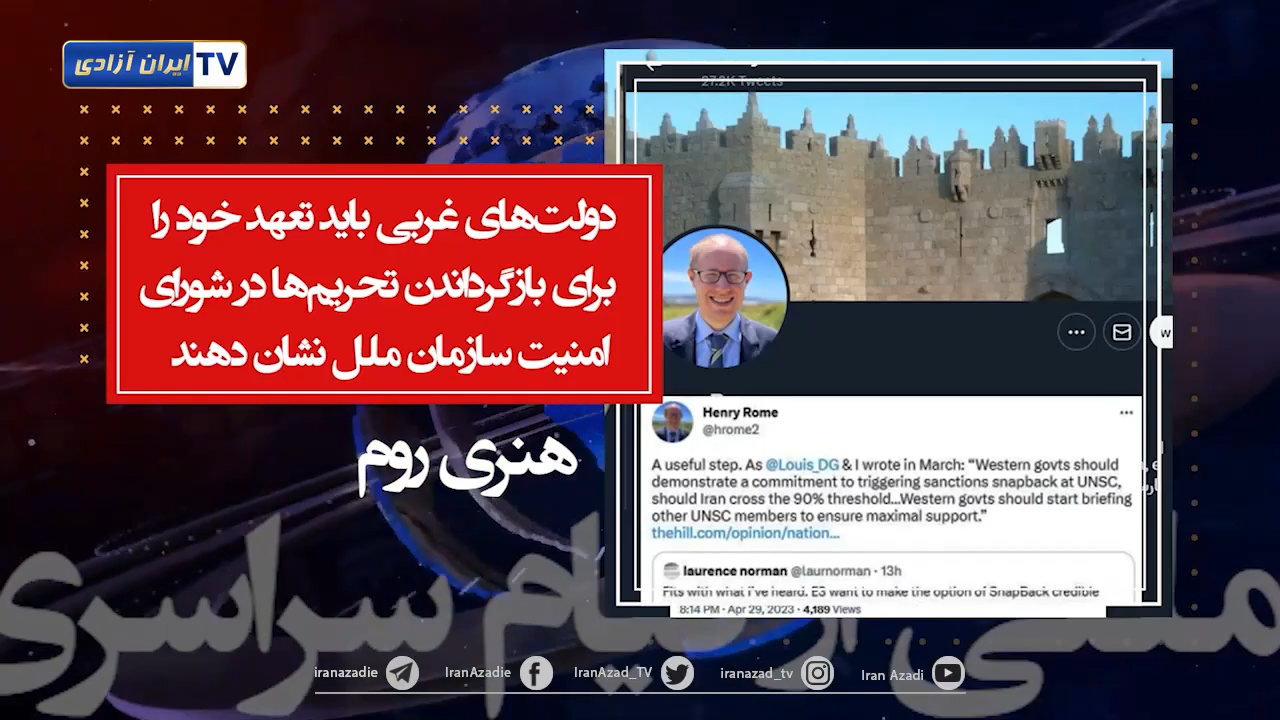 TV ایران آزادی
27.2K Tweets
دولت‌های غربی باید تعهد خود را
برای بازگرداندن تحریم‌ها در شورای
امنیت سازمان ملل نشان دهند
هنری روم
Henry Rome
@hrome2
A useful step. As @Louis_DG & I wrote in March: “Western govts should
demonstrate a commitment to triggering sanctions snapback at UNSC,
should Iran cross the 90% threshold...Western govts should start briefing
other UNSC members to ensure maximal support.”
thehill.com/opinion/nation...
laurence norman @laurnorman · 13h
Fits with what I've heard. E3 want to make the option of SnapBack credible
8:14 PM · Apr 29, 2023 · 4,189 Views
سراسری
iranazadie
IranAzadie
IranAzad_TV
iranazad_tv
Iran Azadi